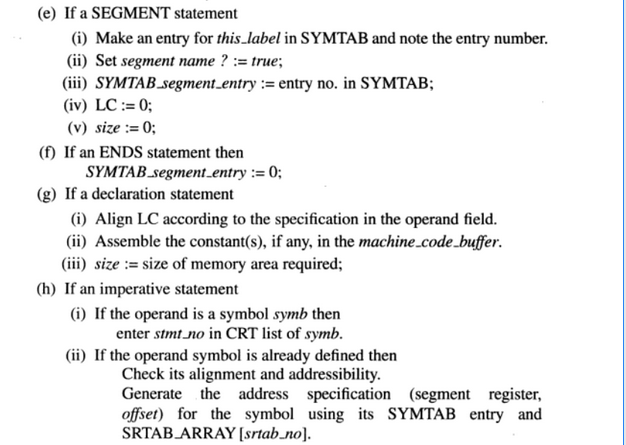 (e) If a SEGMENT statement
(i) Make an entry for this_label in SYMTAB and note the entry number.
(ii) Set segment name ? := true;
(iii) SYMTAB_segment_entry := entry no. in SYMTAB;
(iv) LC := 0;
(v) size := 0;
(f) If an ENDS statement then
SYMTAB_segment_entry := 0;
(g) If a declaration statement
(i) Align LC according to the specification in the operand field.
(ii) Assemble the constant(s), if any, in the machine_code_buffer.
(iii) size := size of memory area required;
(h) If an imperative statement
(i) If the operand is a symbol symb then
enter stmt_no in CRT list of symb.
(ii) If the operand symbol is already defined then
Check its alignment and addressibility.
Generate the address specification (segment register,
offset) for the symbol using its SYMTAB entry and
SRTAB_ARRAY [srtab_no].